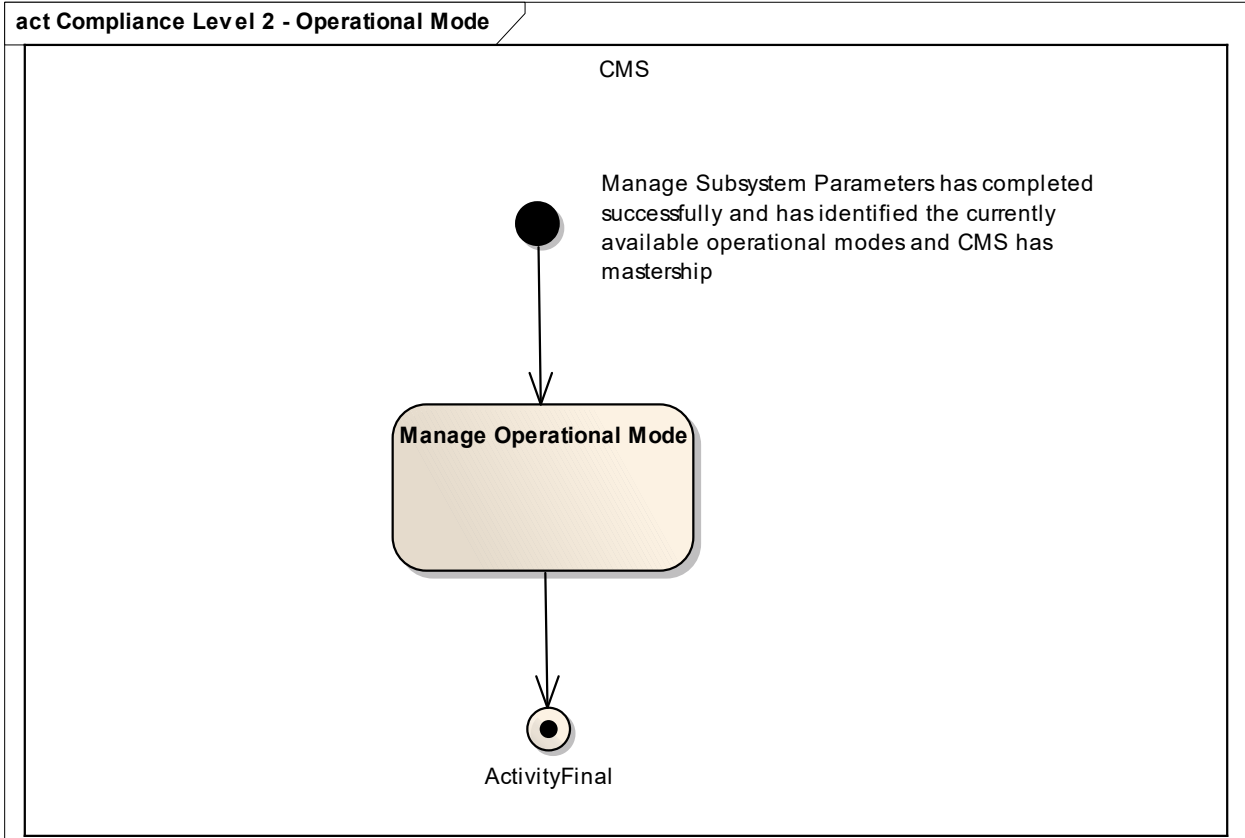 act Compliance Level 2 - Operational Mode
CMS
Manage Subsystem Parameters has completed
successfully and has identified the currently
available operational modes and CMS has
mastership
Manage Operational Mode
ActivityFinal